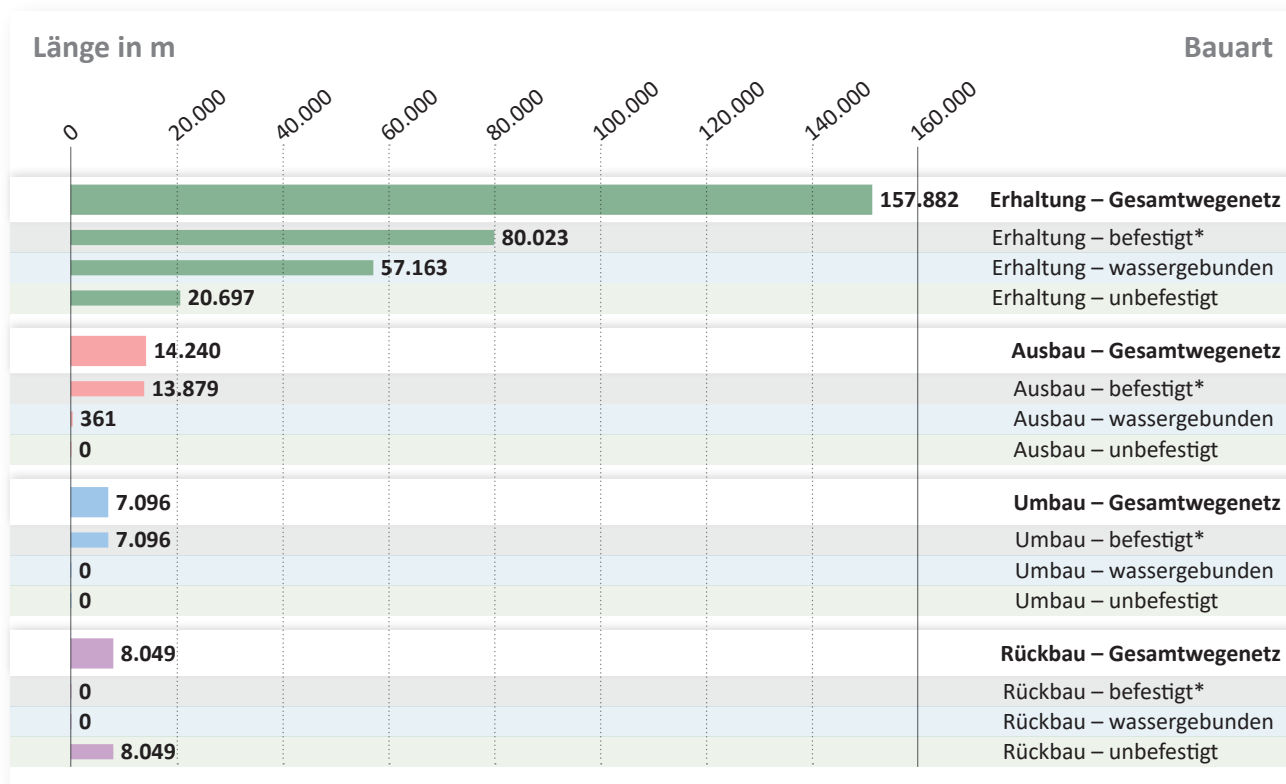 Länge in m Bauart
0 20.000 40.000 60.000 80.000 100.000 120.000 140.000 160.000
157.882 Erhaltung – Gesamtwegenetz
80.023 Erhaltung – befestigt*
57.163 Erhaltung – wassergebunden
20.697 Erhaltung – unbefestigt
14.240 Ausbau – Gesamtwegenetz
13.879 Ausbau – befestigt*
361 Ausbau – wassergebunden
0 Ausbau – unbefestigt
7.096 Umbau – Gesamtwegenetz
7.096 Umbau – befestigt*
0 Umbau – wassergebunden
0 Umbau – unbefestigt
8.049 Rückbau – Gesamtwegenetz
0 Rückbau – befestigt*
0 Rückbau – wassergebunden
8.049 Rückbau – unbefestigt